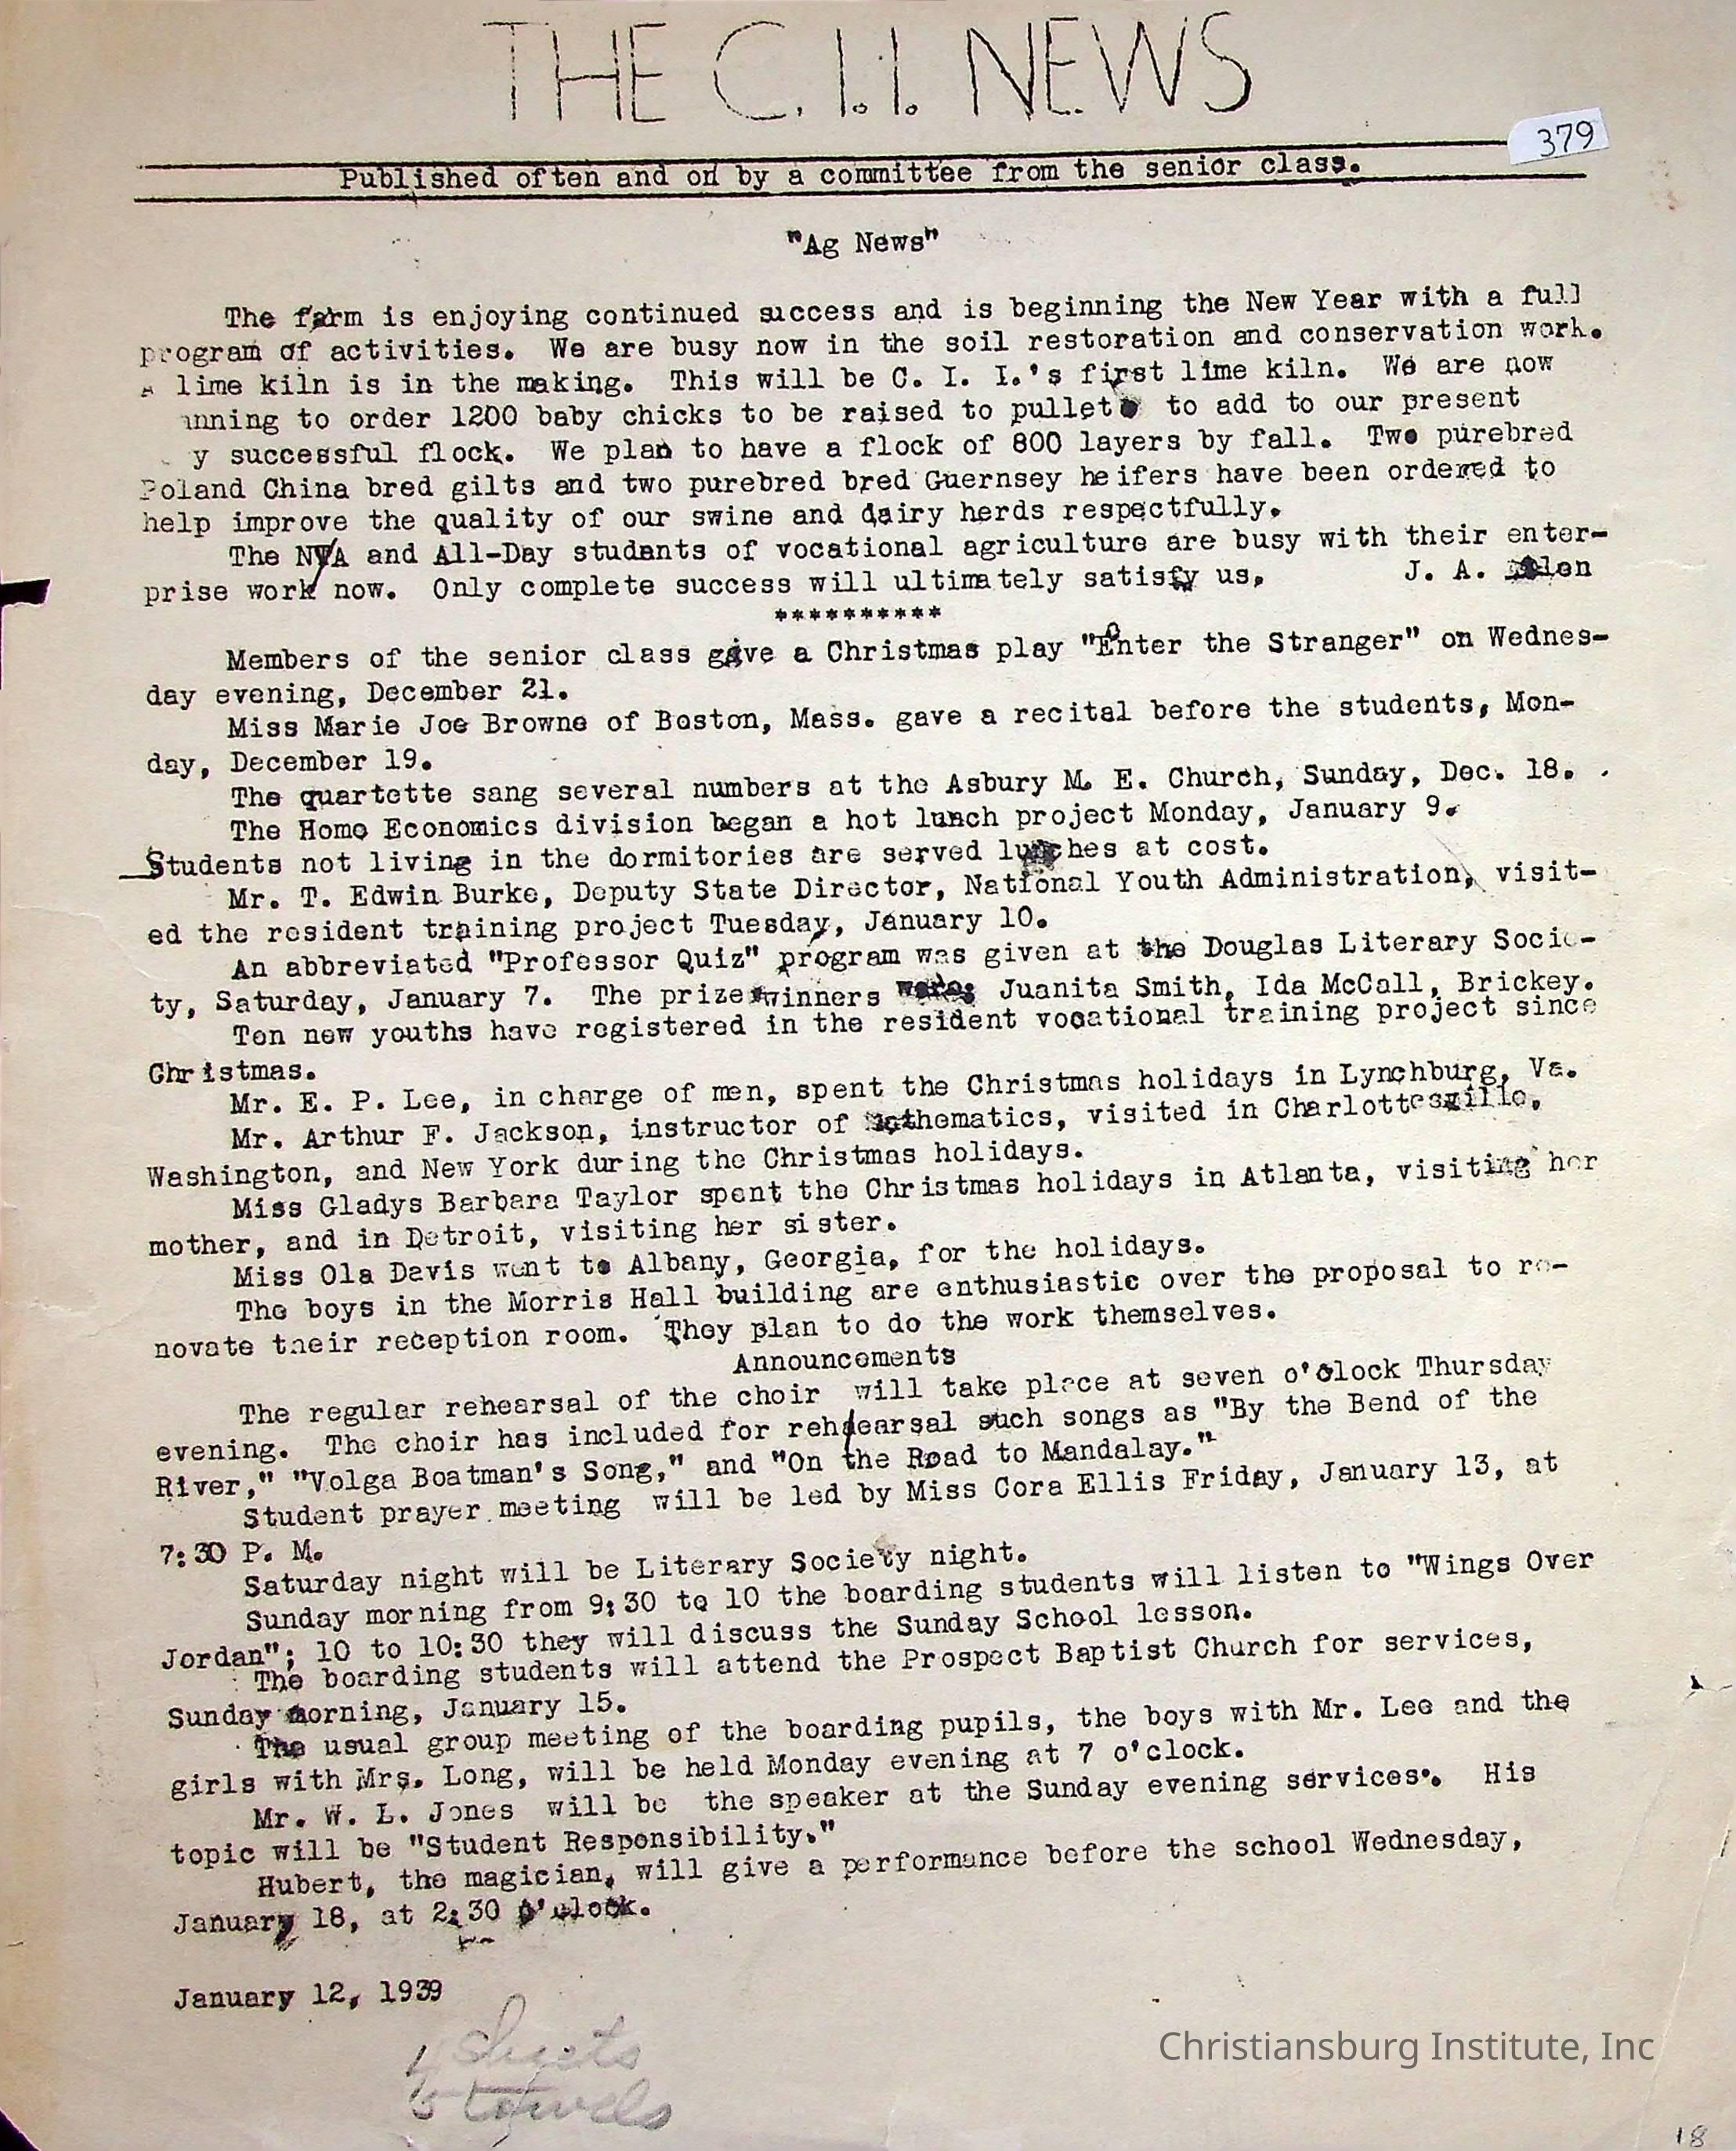 THE C.I.I. NEWS
379
Published often and on by a committee from the senior class.
"Ag News"
The farm is enjoying continued success and is beginning the New Year with a full
program of activities. We are busy now in the soil restoration and conservation work.
A lime kiln is in the making. This will be C. I. I.'s first lime kiln. We are now
nning to order 1200 baby chicks to be raised to pullets to add to our present
y successful flock. We plan to have a flock of 800 layers by fall. Two purebred
Poland China bred gilts and two purebred bred Guernsey heifers have been ordered to
help improve the quality of our swine and dairy herds respectfully.
The NYA and All-Day students of vocational agriculture are busy with their enter-
prise work now. Only complete success will ultimately satisfy us. J. A.
**********
Members of the senior class gave a Christmas play "Enter the Stranger" on Wednes-
day evening, December 21.
Miss Marie Joe Browne of Boston, Mass. gave a recital before the students, Mon-
day, December 19.
The quartette sang several numbers at the Asbury M. E. Church, Sunday, Dec. 18.
The Home Economics division began a hot lunch project Monday, January 9.
Students not living in the dormitories are served lunches at cost.
Mr. T. Edwin Burke, Deputy State Director, National Youth Administration, visit-
ed the resident training project Tuesday, January 10.
An abbreviated "Professor Quiz" program was given at the Douglas Literary Socie-
ty, Saturday, January 7. The prize winners were: Juanita Smith, Ida McCall, Brickey.
Ten new youths have registered in the resident vocational training project since
Christmas.
Mr. E. P. Lee, in charge of men, spent the Christmas holidays in Lynchburg, Va.
Mr. Arthur F. Jackson, instructor of Mathematics, visited in Charlottesville,
Washington, and New York during the Christmas holidays.
Miss Gladys Barbara Taylor spent the Christmas holidays in Atlanta, visiting her
mother, and in Detroit, visiting her sister.
Miss Ola Davis went to Albany, Georgia, for the holidays.
The boys in the Morris Hall building are enthusiastic over the proposal to re-
novate their reception room. They plan to do the work themselves.
Announcements
The regular rehearsal of the choir will take place at seven o'clock Thursday
evening. The choir has included for rehearsal such songs as "By the Bend of the
River," "Volga Boatman's Song," and "On the Road to Mandalay."
Student prayer meeting will be led by Miss Cora Ellis Friday, January 13, at
7:30 P. M.
Saturday night will be Literary Society night.
Sunday morning from 9:30 to 10 the boarding students will listen to "Wings Over
Jordan"; 10 to 10:30 they will discuss the Sunday School lesson.
The boarding students will attend the Prospect Baptist Church for services,
Sunday morning, January 15.
The usual group meeting of the boarding pupils, the boys with Mr. Lee and the
girls with Mrs. Long, will be held Monday evening at 7 o'clock.
Mr. W. L. Jones will be the speaker at the Sunday evening services. His
topic will be "Student Responsibility."
Hubert, the magician, will give a performance before the school Wednesday,
January 18, at 2:30 o'clock.
January 12, 1939
4 Sheets
5 towels
Christiansburg Institute, Inc
18